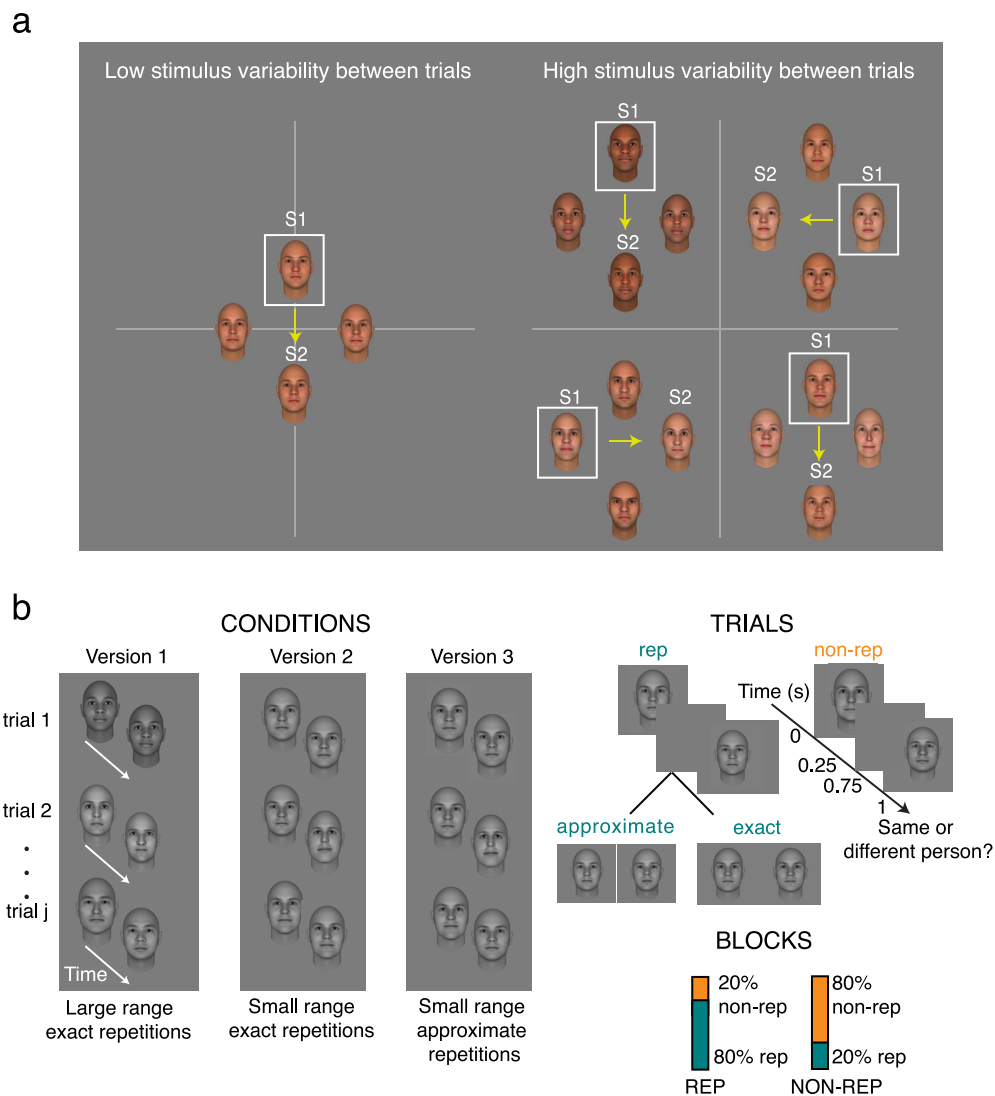 a
Low stimulus variability between trials
High stimulus variability between trials
S1
S2
S1
S2
S2
S1
S1
S2
S1
S2
b
CONDITIONS
Version 1
Version 2
Version 3
trial 1
trial 2
.
.
.
trial j
Time
Large range
exact repetitions
Small range
exact repetitions
Small range
approximate
repetitions
TRIALS
rep
non-rep
Time (s)
0
0.25
0.75
1
Same or
different person?
approximate
exact
BLOCKS
20%
non-rep
80% rep
REP
80%
non-rep
20% rep
NON-REP